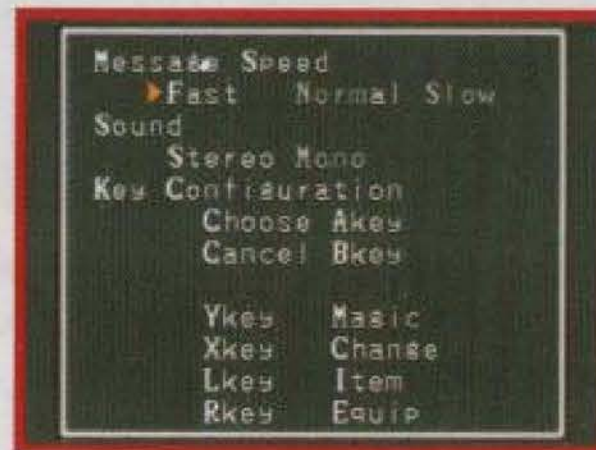 Message Speed
Fast Normal Slow
Sound
Stereo Mono
Key Configuration
Choose Akey
Cancel Bkey
Ykey Magic
Xkey Change
Lkey Item
Rkey Equip